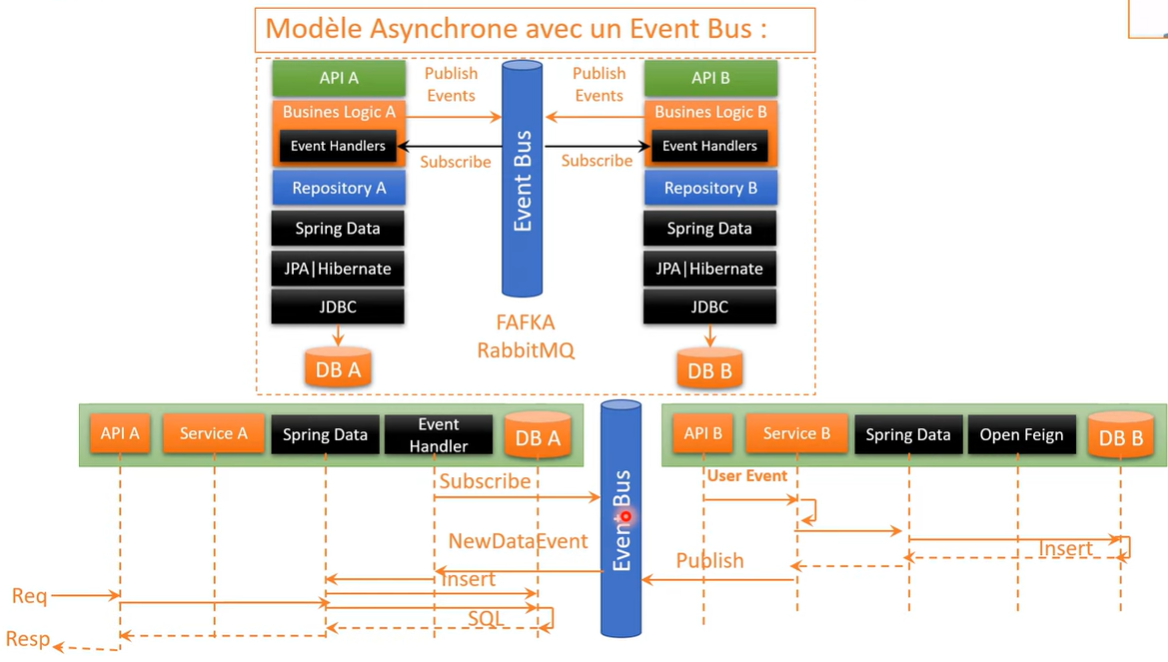 Modèle Asynchrone avec un Event Bus :
API A
Publish
Events
Publish
Events
API B
Busines Logic A
Busines Logic B
Event Handlers
Event Handlers
Subscribe
Subscribe
Event Bus
Repository A
Repository B
Spring Data
Spring Data
JPA|Hibernate
JPA|Hibernate
JDBC
JDBC
FAFKA
RabbitMQ
DB A
DB B
API A
Service A
Spring Data
Event
Handler
DB A
API B
Service B
Spring Data
Open Feign
DB B
Event Bus
Subscribe
User Event
NewDataEvent
Insert
Publish
Insert
Req
SQL
Resp